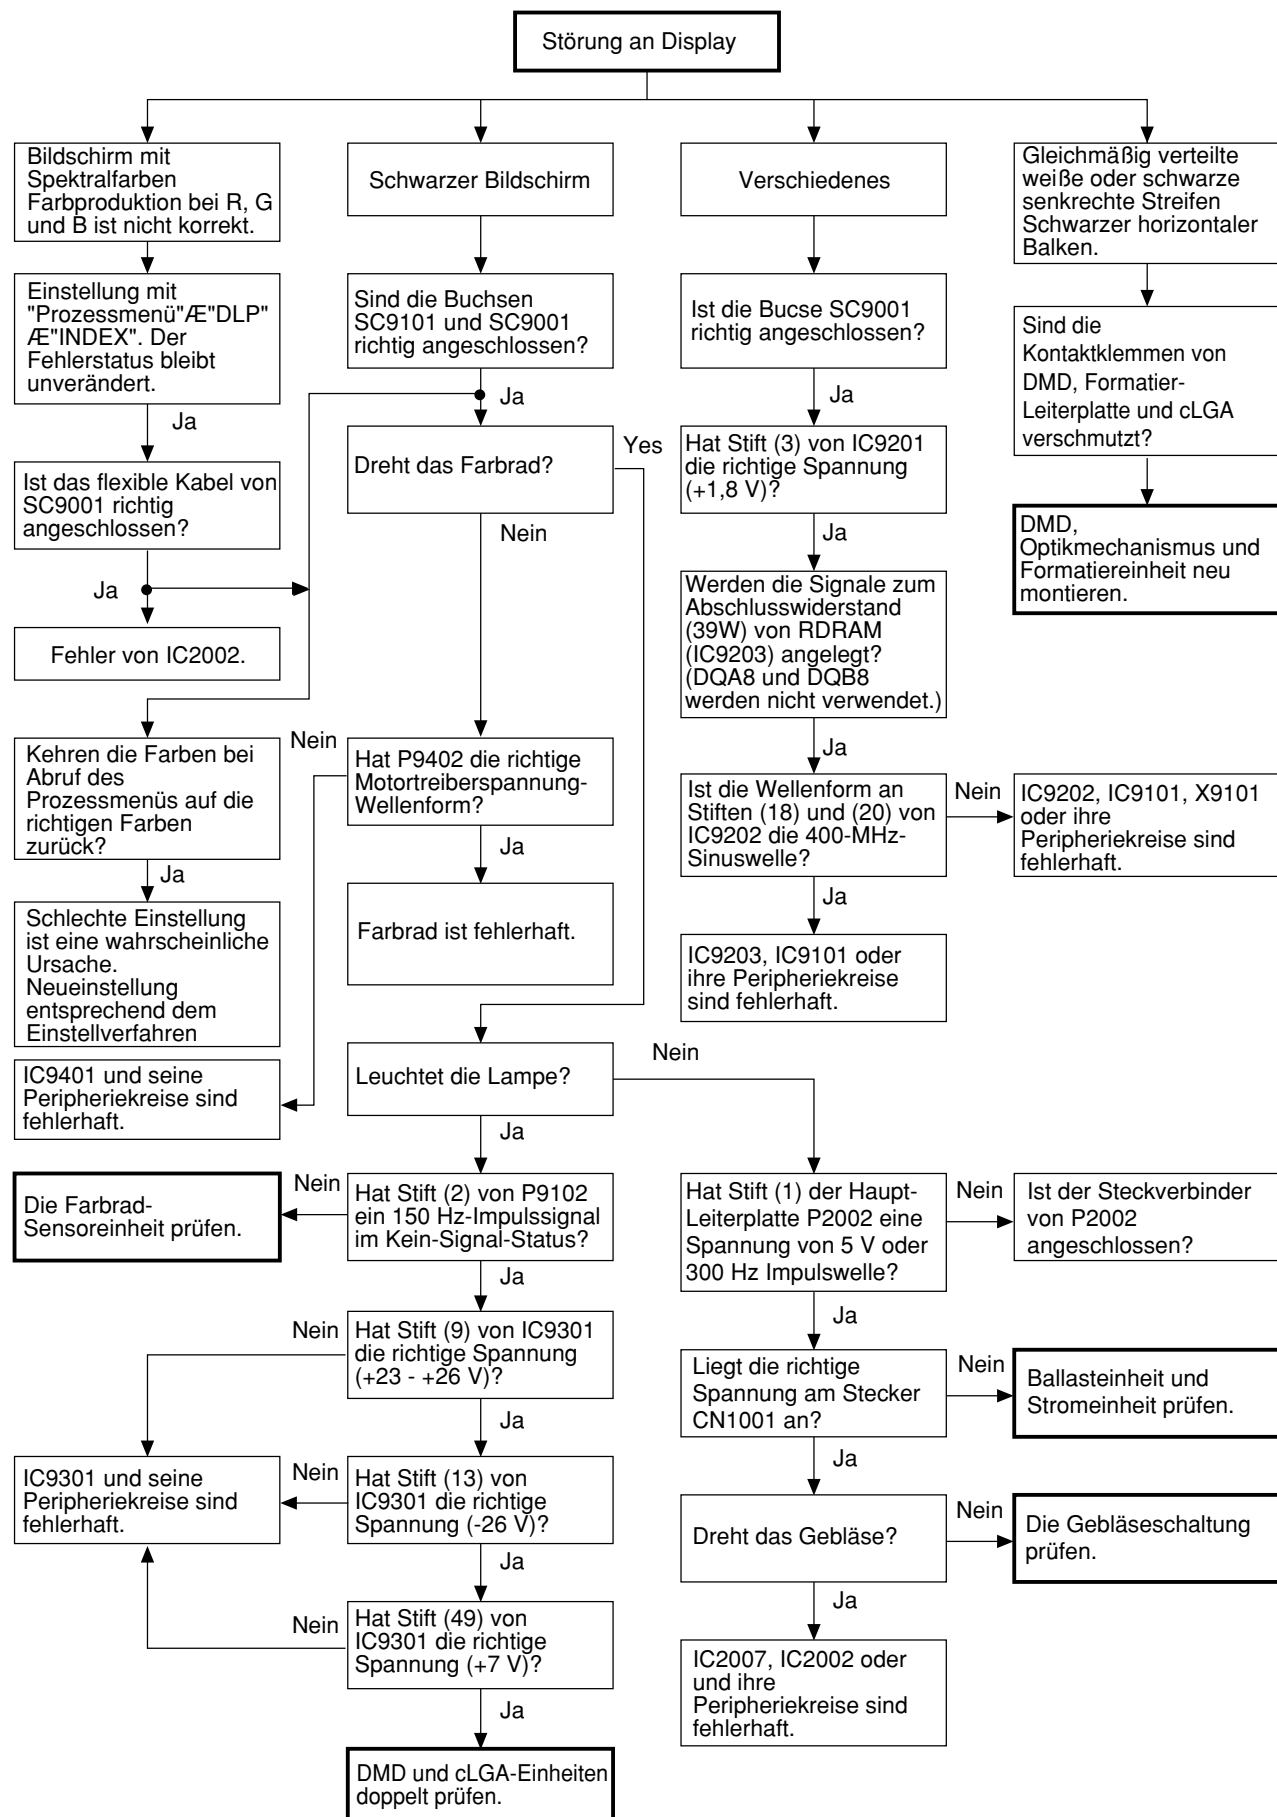 Störung an Display
Bildschirm mit
Spektralfarben
Farbproduktion bei R, G
und B ist nicht korrekt.
Schwarzer Bildschirm
Verschiedenes
Gleichmäßig verteilte
weiße oder schwarze
senkrechte Streifen
Schwarzer horizontaler
Balken.
Einstellung mit
"Prozessmenü"Æ"DLP"
Æ"INDEX". Der
Fehlerstatus bleibt
unverändert.
Sind die Buchsen
SC9101 und SC9001
richtig angeschlossen?
Ist die Bucse SC9001
richtig angeschlossen?
Sind die
Kontaktklemmen von
DMD, Formatier-
Leiterplatte und cLGA
verschmutzt?
Ja
Ja
Ja
Ist das flexible Kabel von
SC9001 richtig
angeschlossen?
Dreht das Farbrad?
Yes
Hat Stift (3) von IC9201
die richtige Spannung
(+1,8 V)?
DMD,
Optikmechanismus und
Formatiereinheit neu
montieren.
Nein
Ja
Ja
Fehler von IC2002.
Werden die Signale zum
Abschlusswiderstand
(39W) von RDRAM
(IC9203) angelegt?
(DQA8 und DQB8
werden nicht verwendet.)
Ja
Kehren die Farben bei
Abruf des
Prozessmenüs auf die
richtigen Farben
zurück?
Nein
Hat P9402 die richtige
Motortreiberspannung-
Wellenform?
Ist die Wellenform an
Stiften (18) und (20) von
IC9202 die 400-MHz-
Sinuswelle?
Nein
IC9202, IC9101, X9101
oder ihre
Peripheriekreise sind
fehlerhaft.
Ja
Ja
Ja
Schlechte Einstellung
ist eine wahrscheinliche
Ursache.
Neueinstellung
entsprechend dem
Einstellverfahren
Farbrad ist fehlerhaft.
IC9203, IC9101 oder
ihre Peripheriekreise
sind fehlerhaft.
IC9401 und seine
Peripheriekreise sind
fehlerhaft.
Leuchtet die Lampe?
Nein
Ja
Die Farbrad-
Sensoreinheit prüfen.
Nein
Hat Stift (2) von P9102
ein 150 Hz-Impulssignal
im Kein-Signal-Status?
Hat Stift (1) der Haupt-
Leiterplatte P2002 eine
Spannung von 5 V oder
300 Hz Impulswelle?
Nein
Ist der Steckverbinder
von P2002
angeschlossen?
Ja
Ja
Nein
Hat Stift (9) von IC9301
die richtige Spannung
(+23 - +26 V)?
Liegt die richtige
Spannung am Stecker
CN1001 an?
Nein
Ballasteinheit und
Stromeinheit prüfen.
Ja
Ja
IC9301 und seine
Peripheriekreise sind
fehlerhaft.
Nein
Hat Stift (13) von
IC9301 die richtige
Spannung (-26 V)?
Dreht das Gebläse?
Nein
Die Gebläseschaltung
prüfen.
Ja
Ja
Nein
Hat Stift (49) von
IC9301 die richtige
Spannung (+7 V)?
IC2007, IC2002 oder
und ihre
Peripheriekreise sind
fehlerhaft.
Ja
DMD und cLGA-Einheiten
doppelt prüfen.